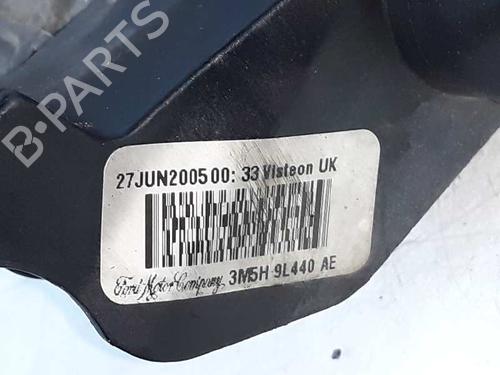 B-PARTS
27JUN2005 00:33 Visteon UK
Ford Motor Company 3M5H 9L440 AE